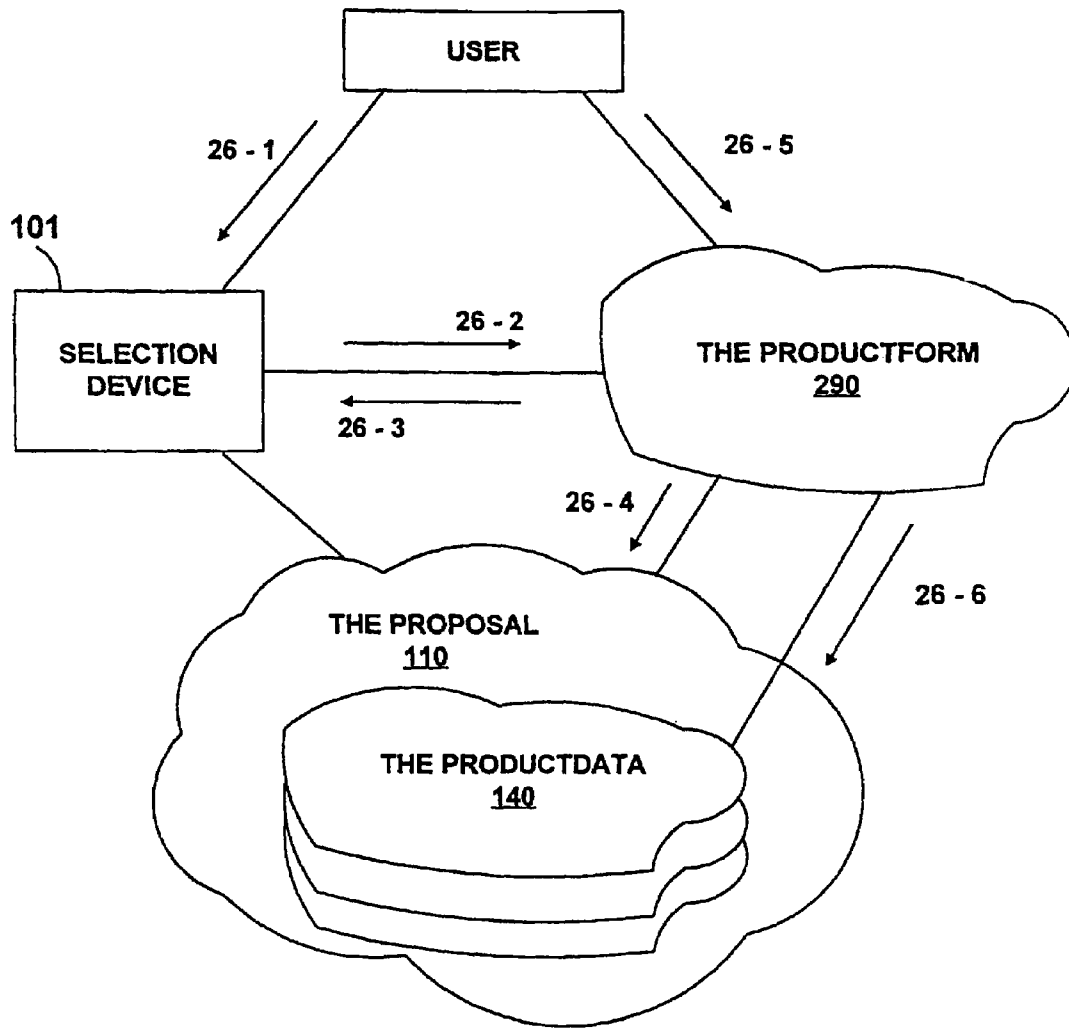 USER
26 - 1
26 - 5
101
SELECTION
DEVICE
26 - 2
THE PRODUCTFORM
290
26 - 3
26 - 4
26 - 6
THE PROPOSAL
110
THE PRODUCTDATA
140